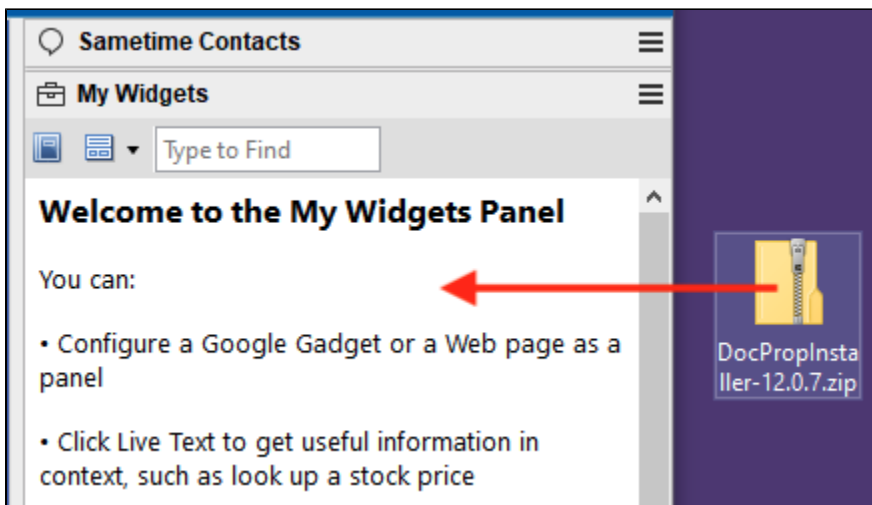 Sametime Contacts
My Widgets
Type to Find
Welcome to the My Widgets Panel
You can:
• Configure a Google Gadget or a Web page as a
panel
• Click Live Text to get useful information in
context, such as look up a stock price
DocPropInsta
ller-12.0.7.zip